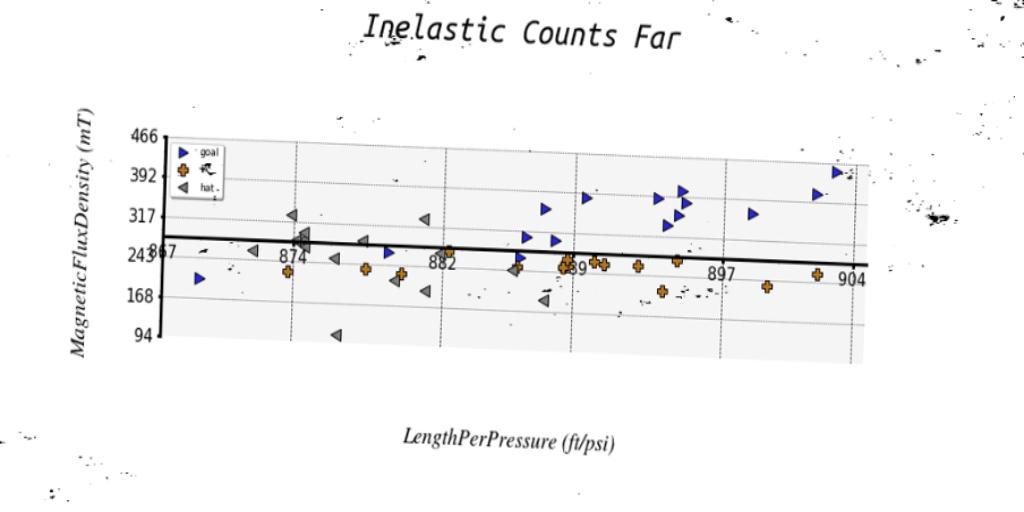 Inelastic Counts Far
MagneticFluxDensity (mT)
466
392
317
243
168
94
goal
hat
867
874
882
897
904
LengthPerPressure (ft/psi)